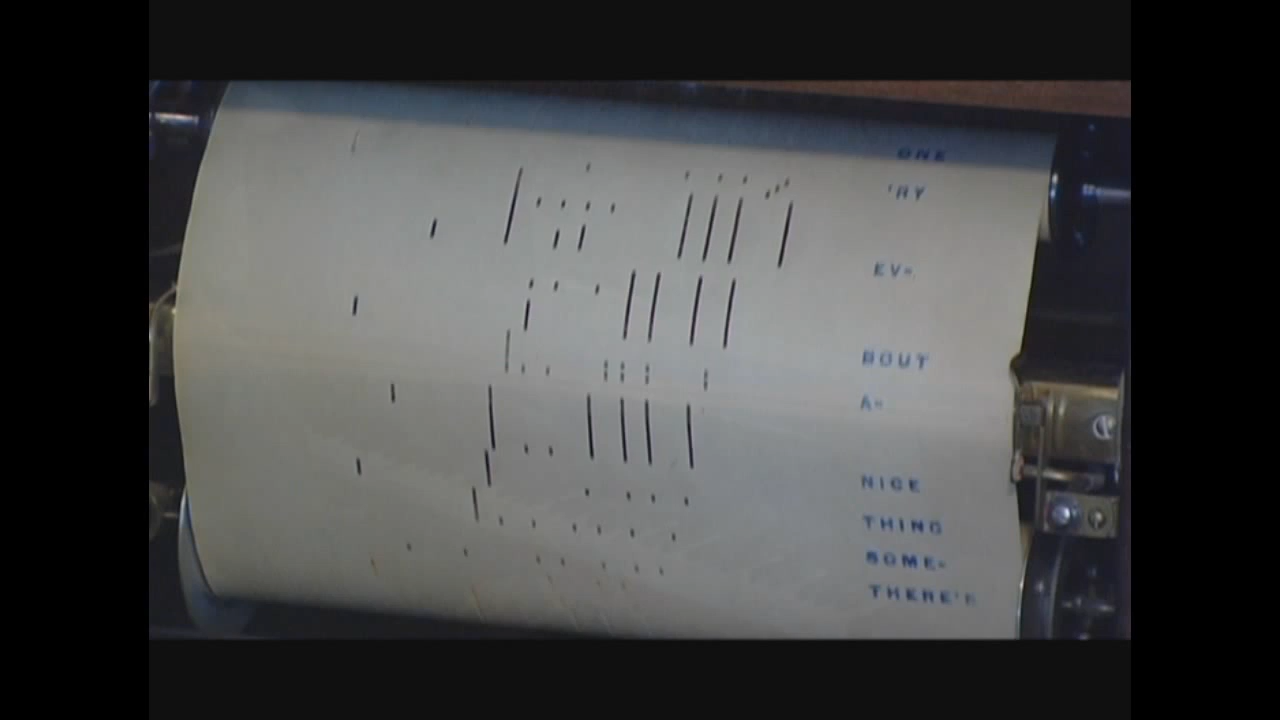 ONE
'RY
EV-
BOUT
A-
NICE
THING
SOME-
THERE'S